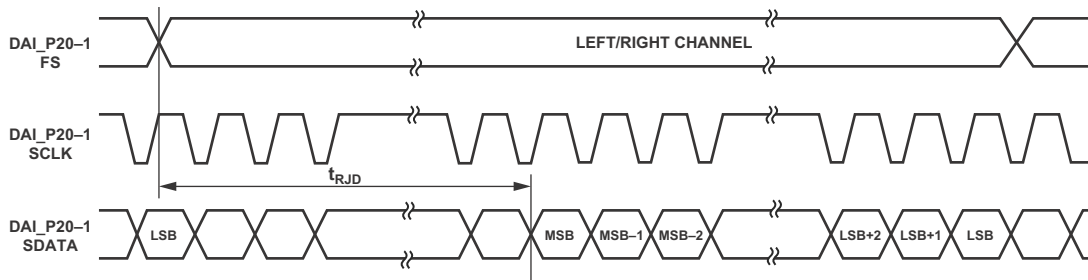 DAI_P20–1
FS
LEFT/RIGHT CHANNEL
DAI_P20–1
SCLK
tRJD
DAI_P20–1
SDATA
LSB
MSB
MSB–1
MSB–2
LSB+2
LSB+1
LSB